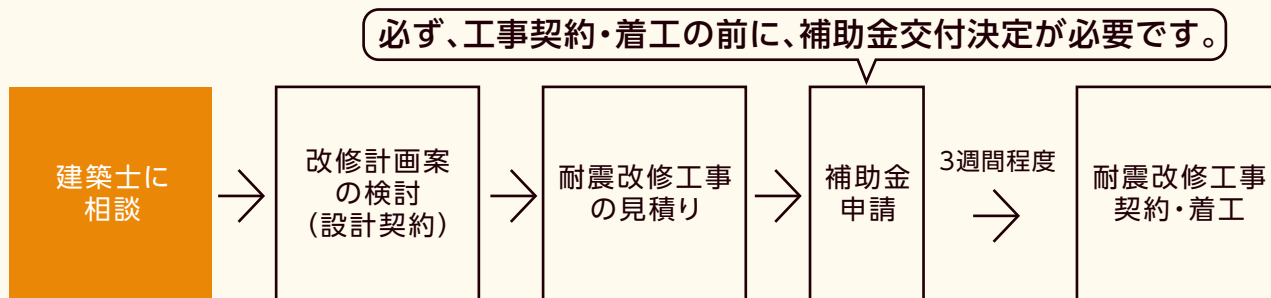 必ず、工事契約・着工の前に、補助金交付決定が必要です。
建築士に
相談
改修計画案
の検討
（設計契約）
耐震改修工事
の見積り
補助金
申請
3週間程度
耐震改修工事
契約・着工